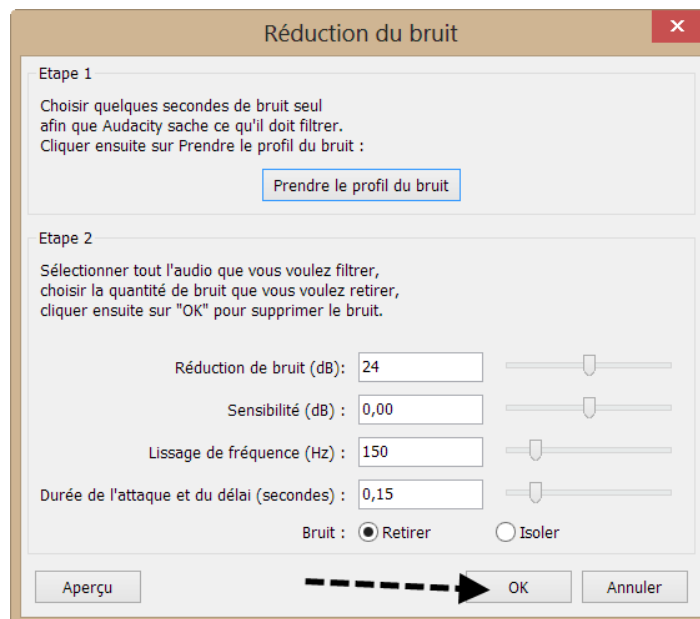 Réduction du bruit
Etape 1
Choisir quelques secondes de bruit seul
afin que Audacity sache ce qu'il doit filtrer.
Cliquer ensuite sur Prendre le profil du bruit :
Prendre le profil du bruit
Etape 2
Sélectionner tout l'audio que vous voulez filtrer,
choisir la quantité de bruit que vous voulez retirer,
cliquer ensuite sur "OK" pour supprimer le bruit.
Réduction de bruit (dB): 24
Sensibilité (dB) : 0,00
Lissage de fréquence (Hz) : 150
Durée de l'attaque et du délai (secondes) : 0,15
Bruit : Retirer Isoler
Aperçu OK Annuler